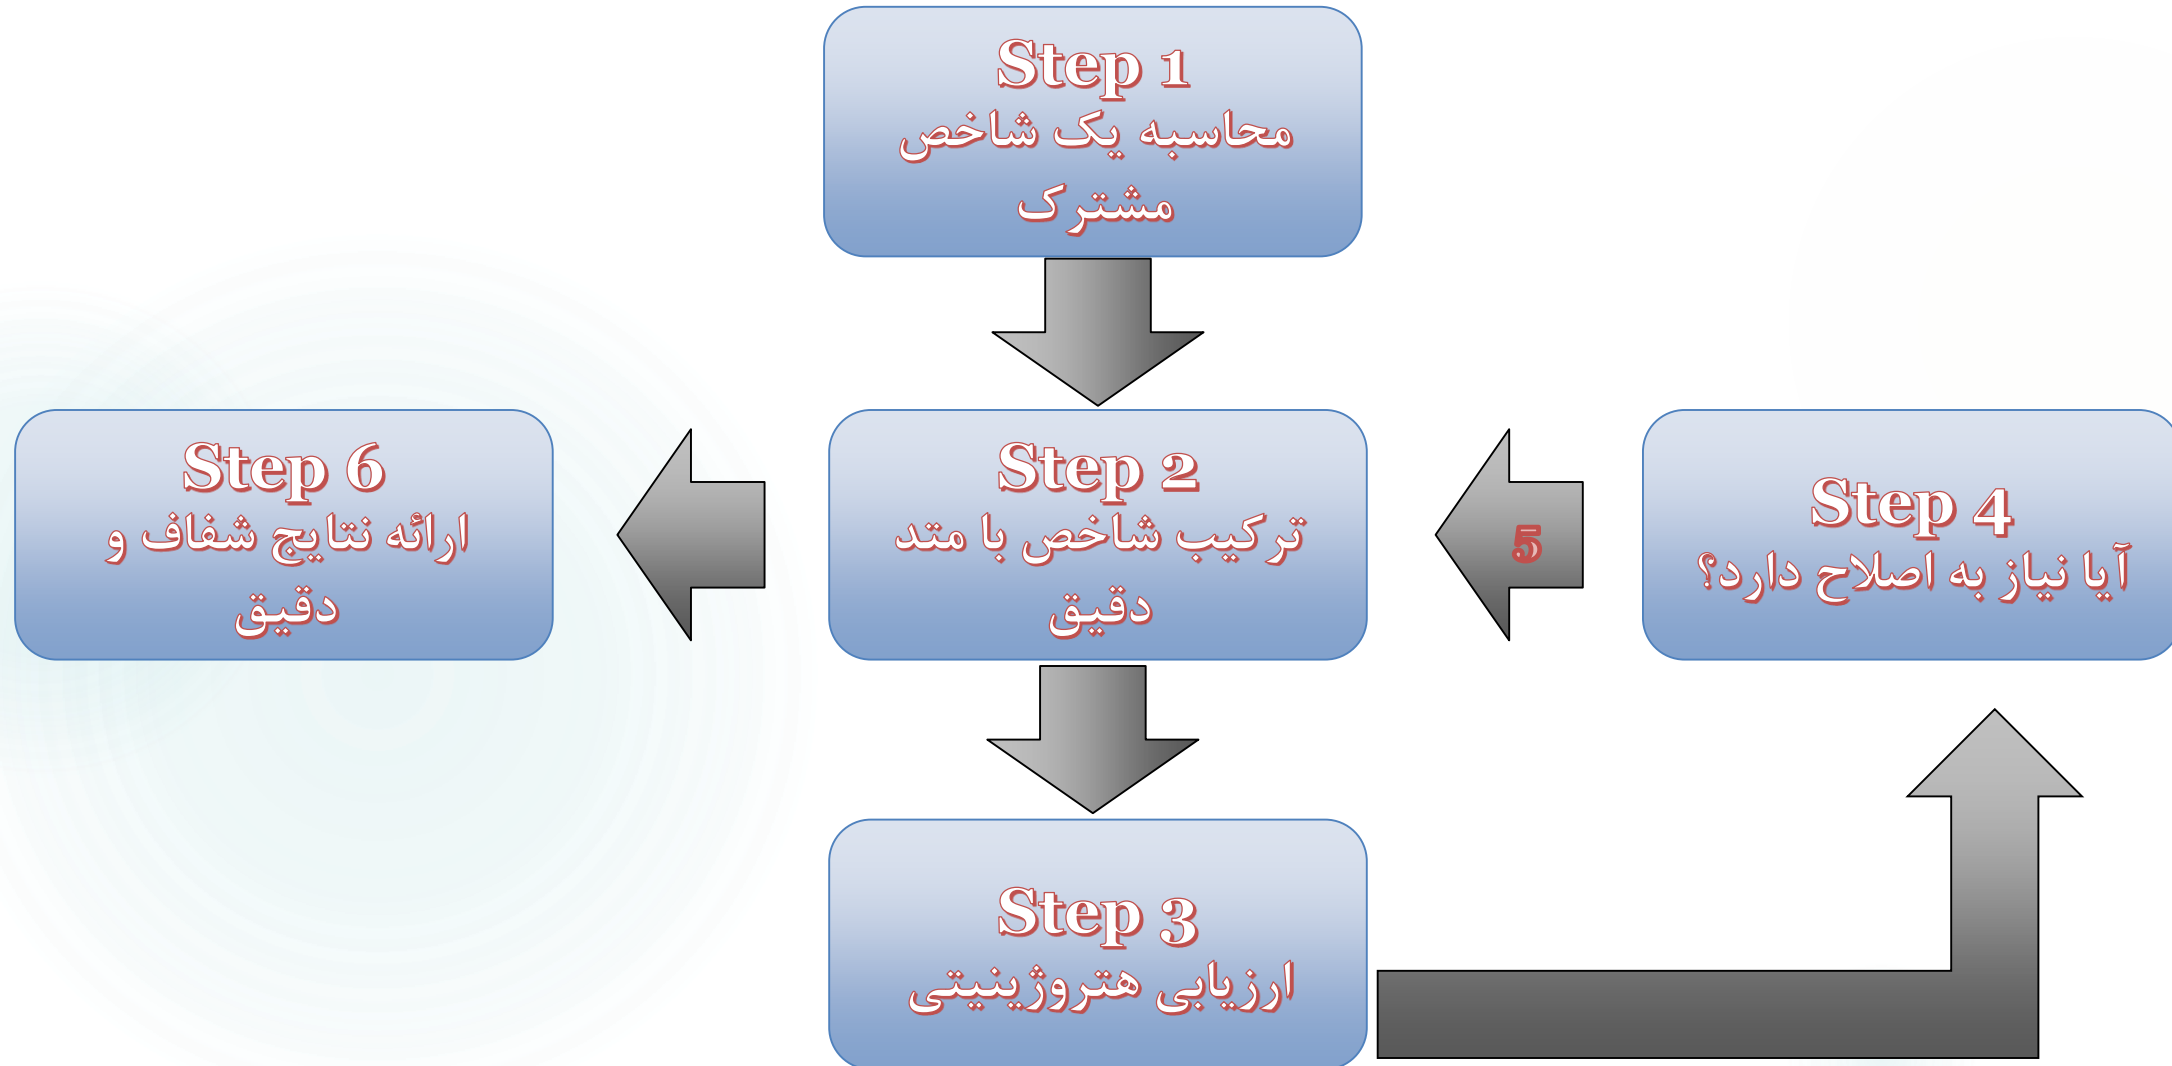 Step 1
محاسبه یک شاخص
مشترک
Step 6
ارائه نتایج شفاف و
دقیق
Step 2
ترکیب شاخص با متد
دقیق
5
Step 4
آیا نیاز به اصلاح دارد؟
Step 3
ارزیابی هتروژینیتی